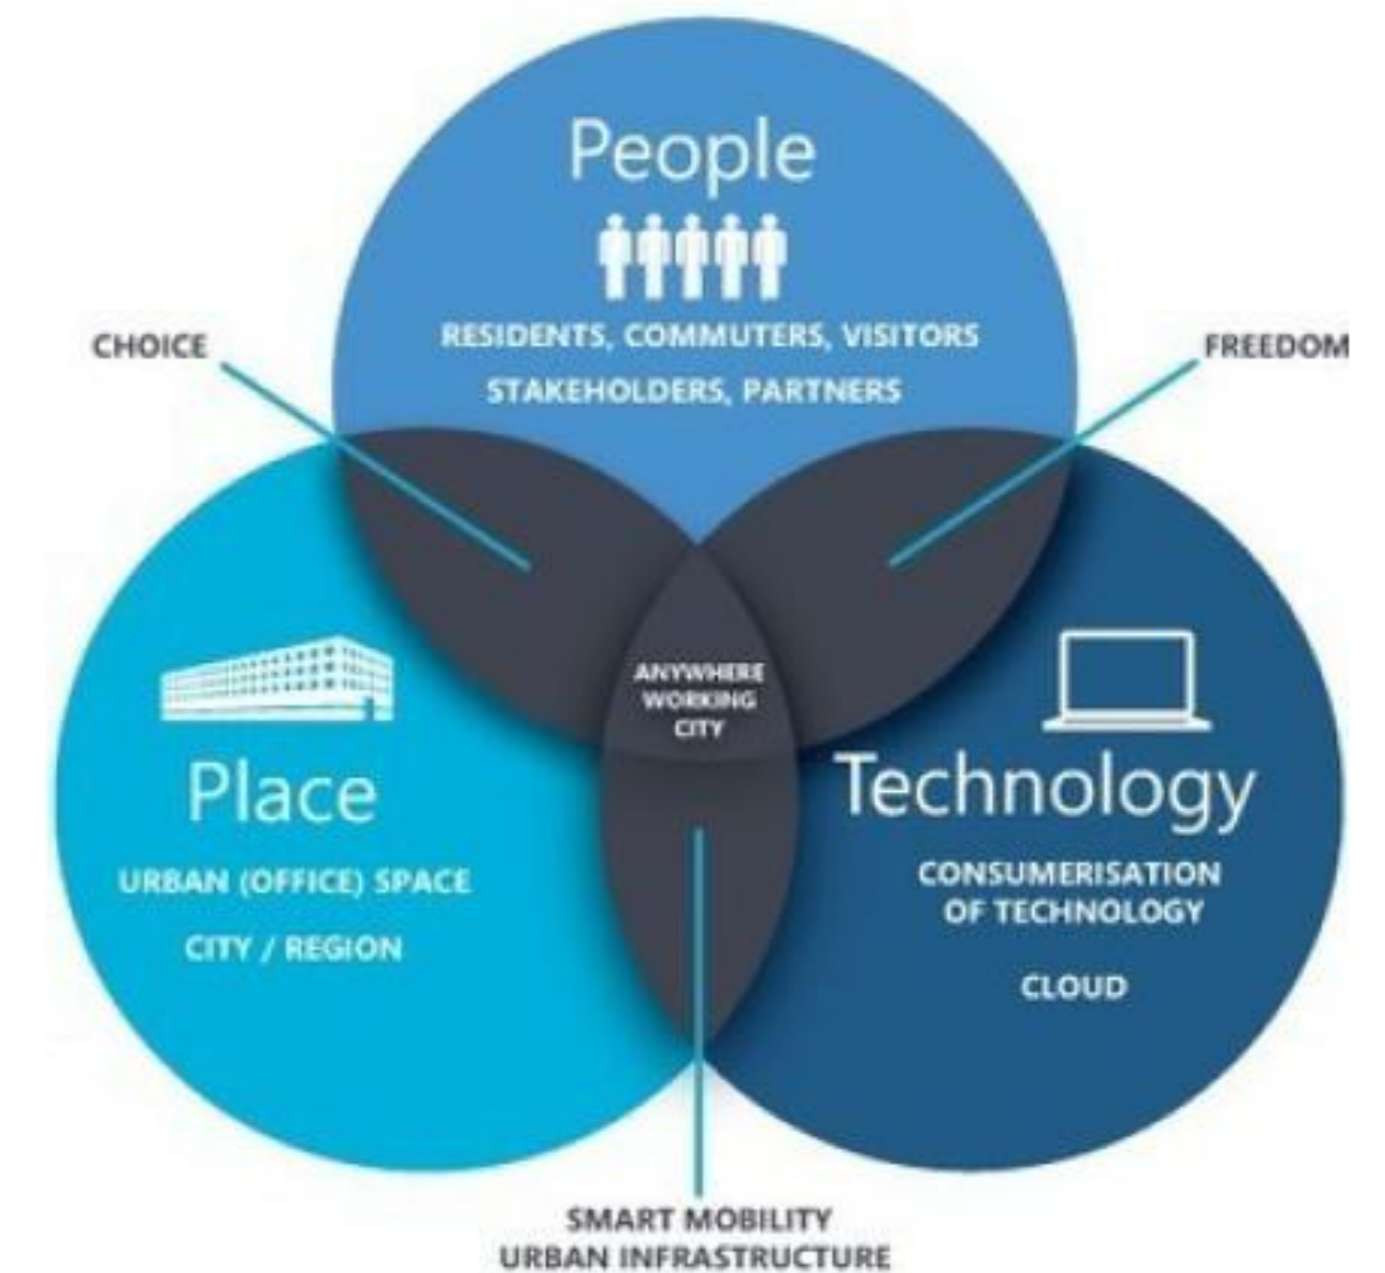 People
RESIDENTS, COMMUTERS, VISITORS
STAKEHOLDERS, PARTNERS
CHOICE
FREEDOM
ANYWHERE
WORKING
CITY
Place
URBAN (OFFICE) SPACE
CITY / REGION
Technology
CONSUMERISATION
OF TECHNOLOGY
CLOUD
SMART MOBILITY
URBAN INFRASTRUCTURE